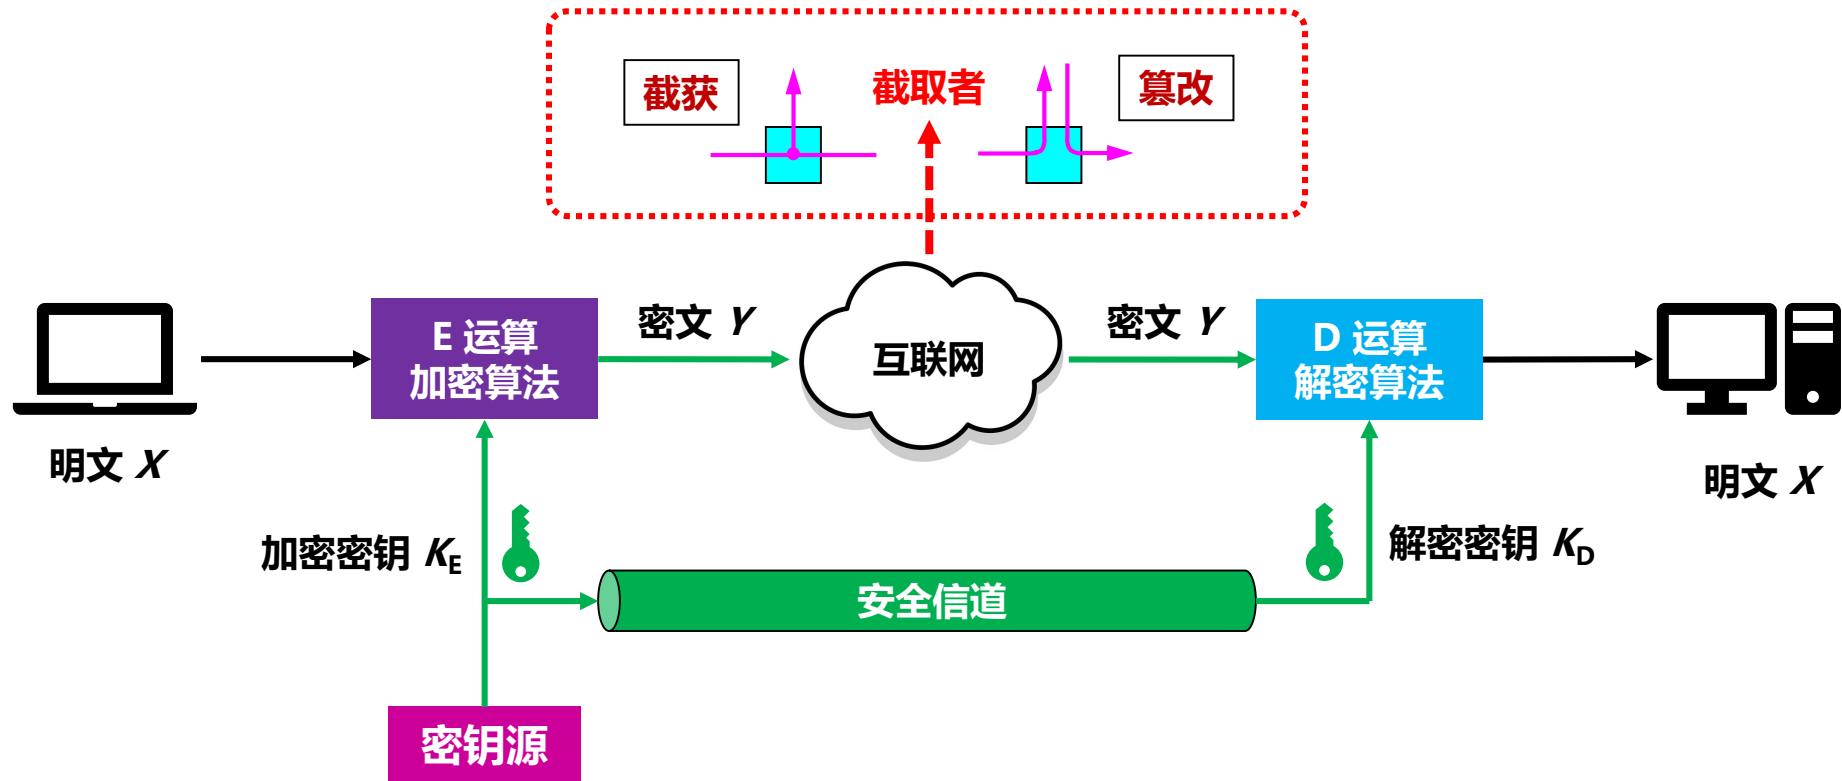 截获
截取者
篡改
E 运算
加密算法
密文 Y
互联网
密文 Y
D 运算
解密算法
明文 X
明文 X
加密密钥 KE
解密密钥 KD
安全信道
密钥源